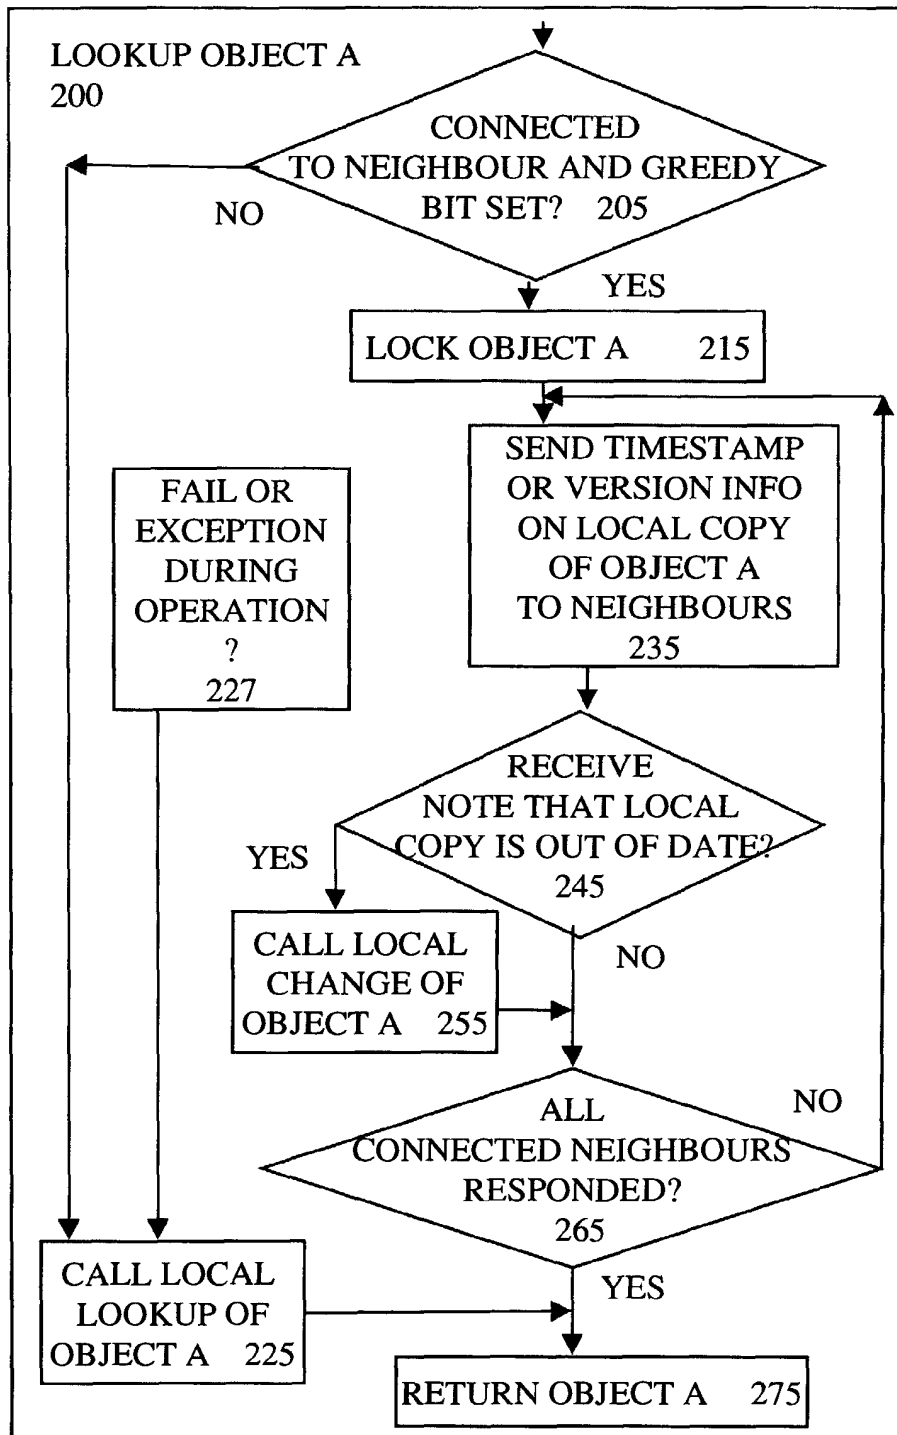 LOOKUP OBJECT A
200
CONNECTED
TO NEIGHBOUR AND GREEDY
BIT SET? 205
NO
YES
LOCK OBJECT A 215
SEND TIMESTAMP
OR VERSION INFO
ON LOCAL COPY
OF OBJECT A
TO NEIGHBOURS
235
FAIL OR
EXCEPTION
DURING
OPERATION
?
227
RECEIVE
NOTE THAT LOCAL
COPY IS OUT OF DATE?
245
YES
NO
CALL LOCAL
CHANGE OF
OBJECT A 255
ALL
CONNECTED NEIGHBOURS
RESPONDED?
265
NO
YES
CALL LOCAL
LOOKUP OF
OBJECT A 225
RETURN OBJECT A 275